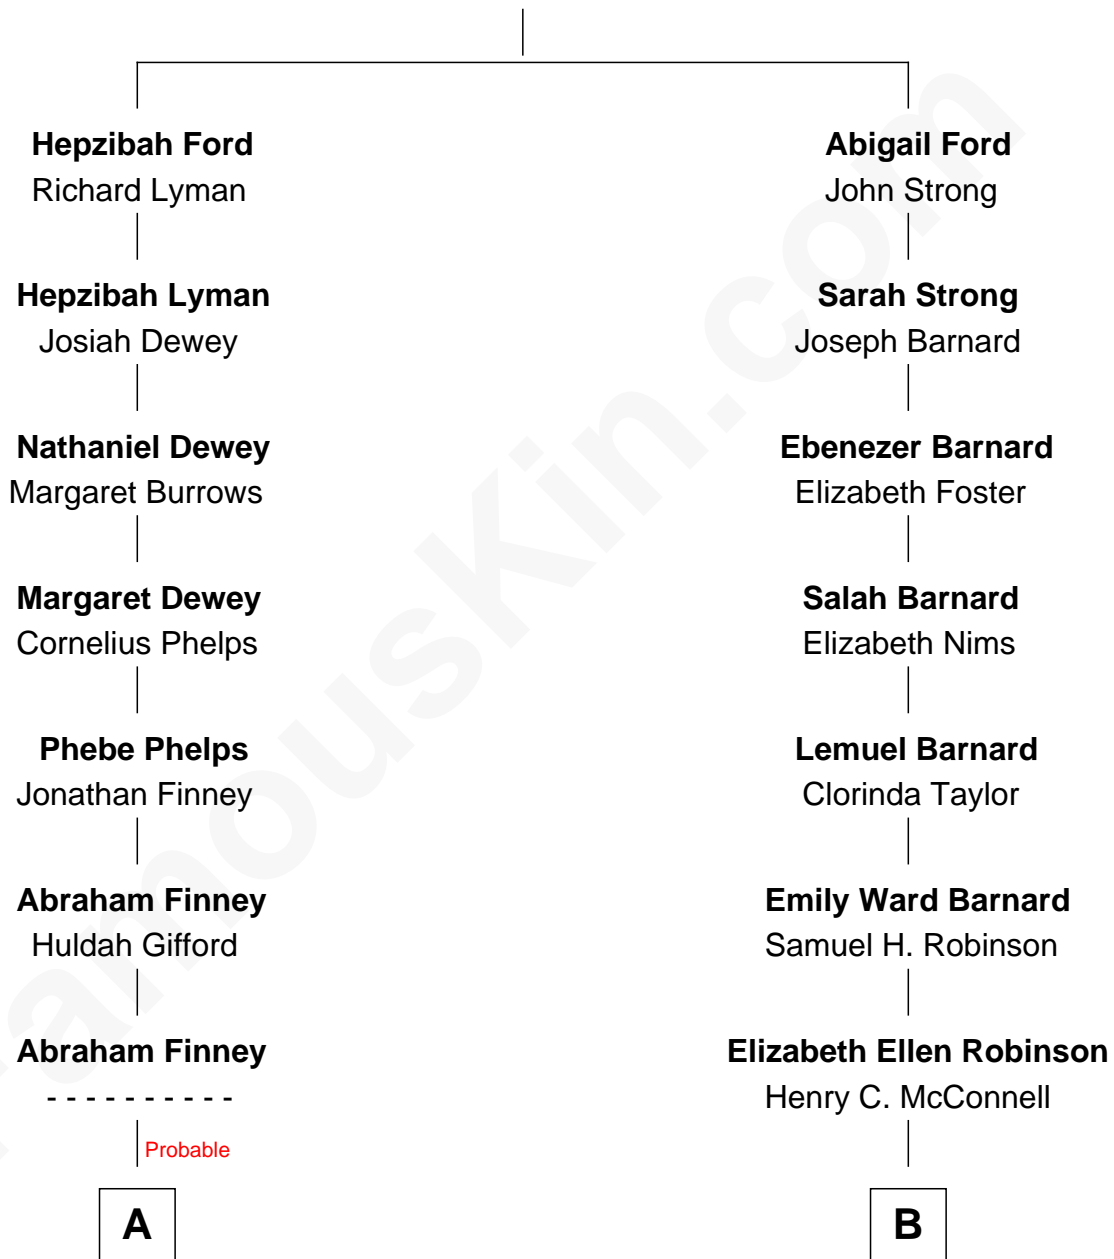 Hepzibah Ford
Richard Lyman
Abigail Ford
John Strong
Hepzibah Lyman
Josiah Dewey
Sarah Strong
Joseph Barnard
Nathaniel Dewey
Margaret Burrows
Ebenezer Barnard
Elizabeth Foster
Margaret Dewey
Cornelius Phelps
Salah Barnard
Elizabeth Nims
Phebe Phelps
Jonathan Finney
Lemuel Barnard
Clorinda Taylor
Abraham Finney
Huldah Gifford
Emily Ward Barnard
Samuel H. Robinson
Abraham Finney
- - - - - - - - - -
Elizabeth Ellen Robinson
Henry C. McConnell
Probable
A
B
FamousKin.com